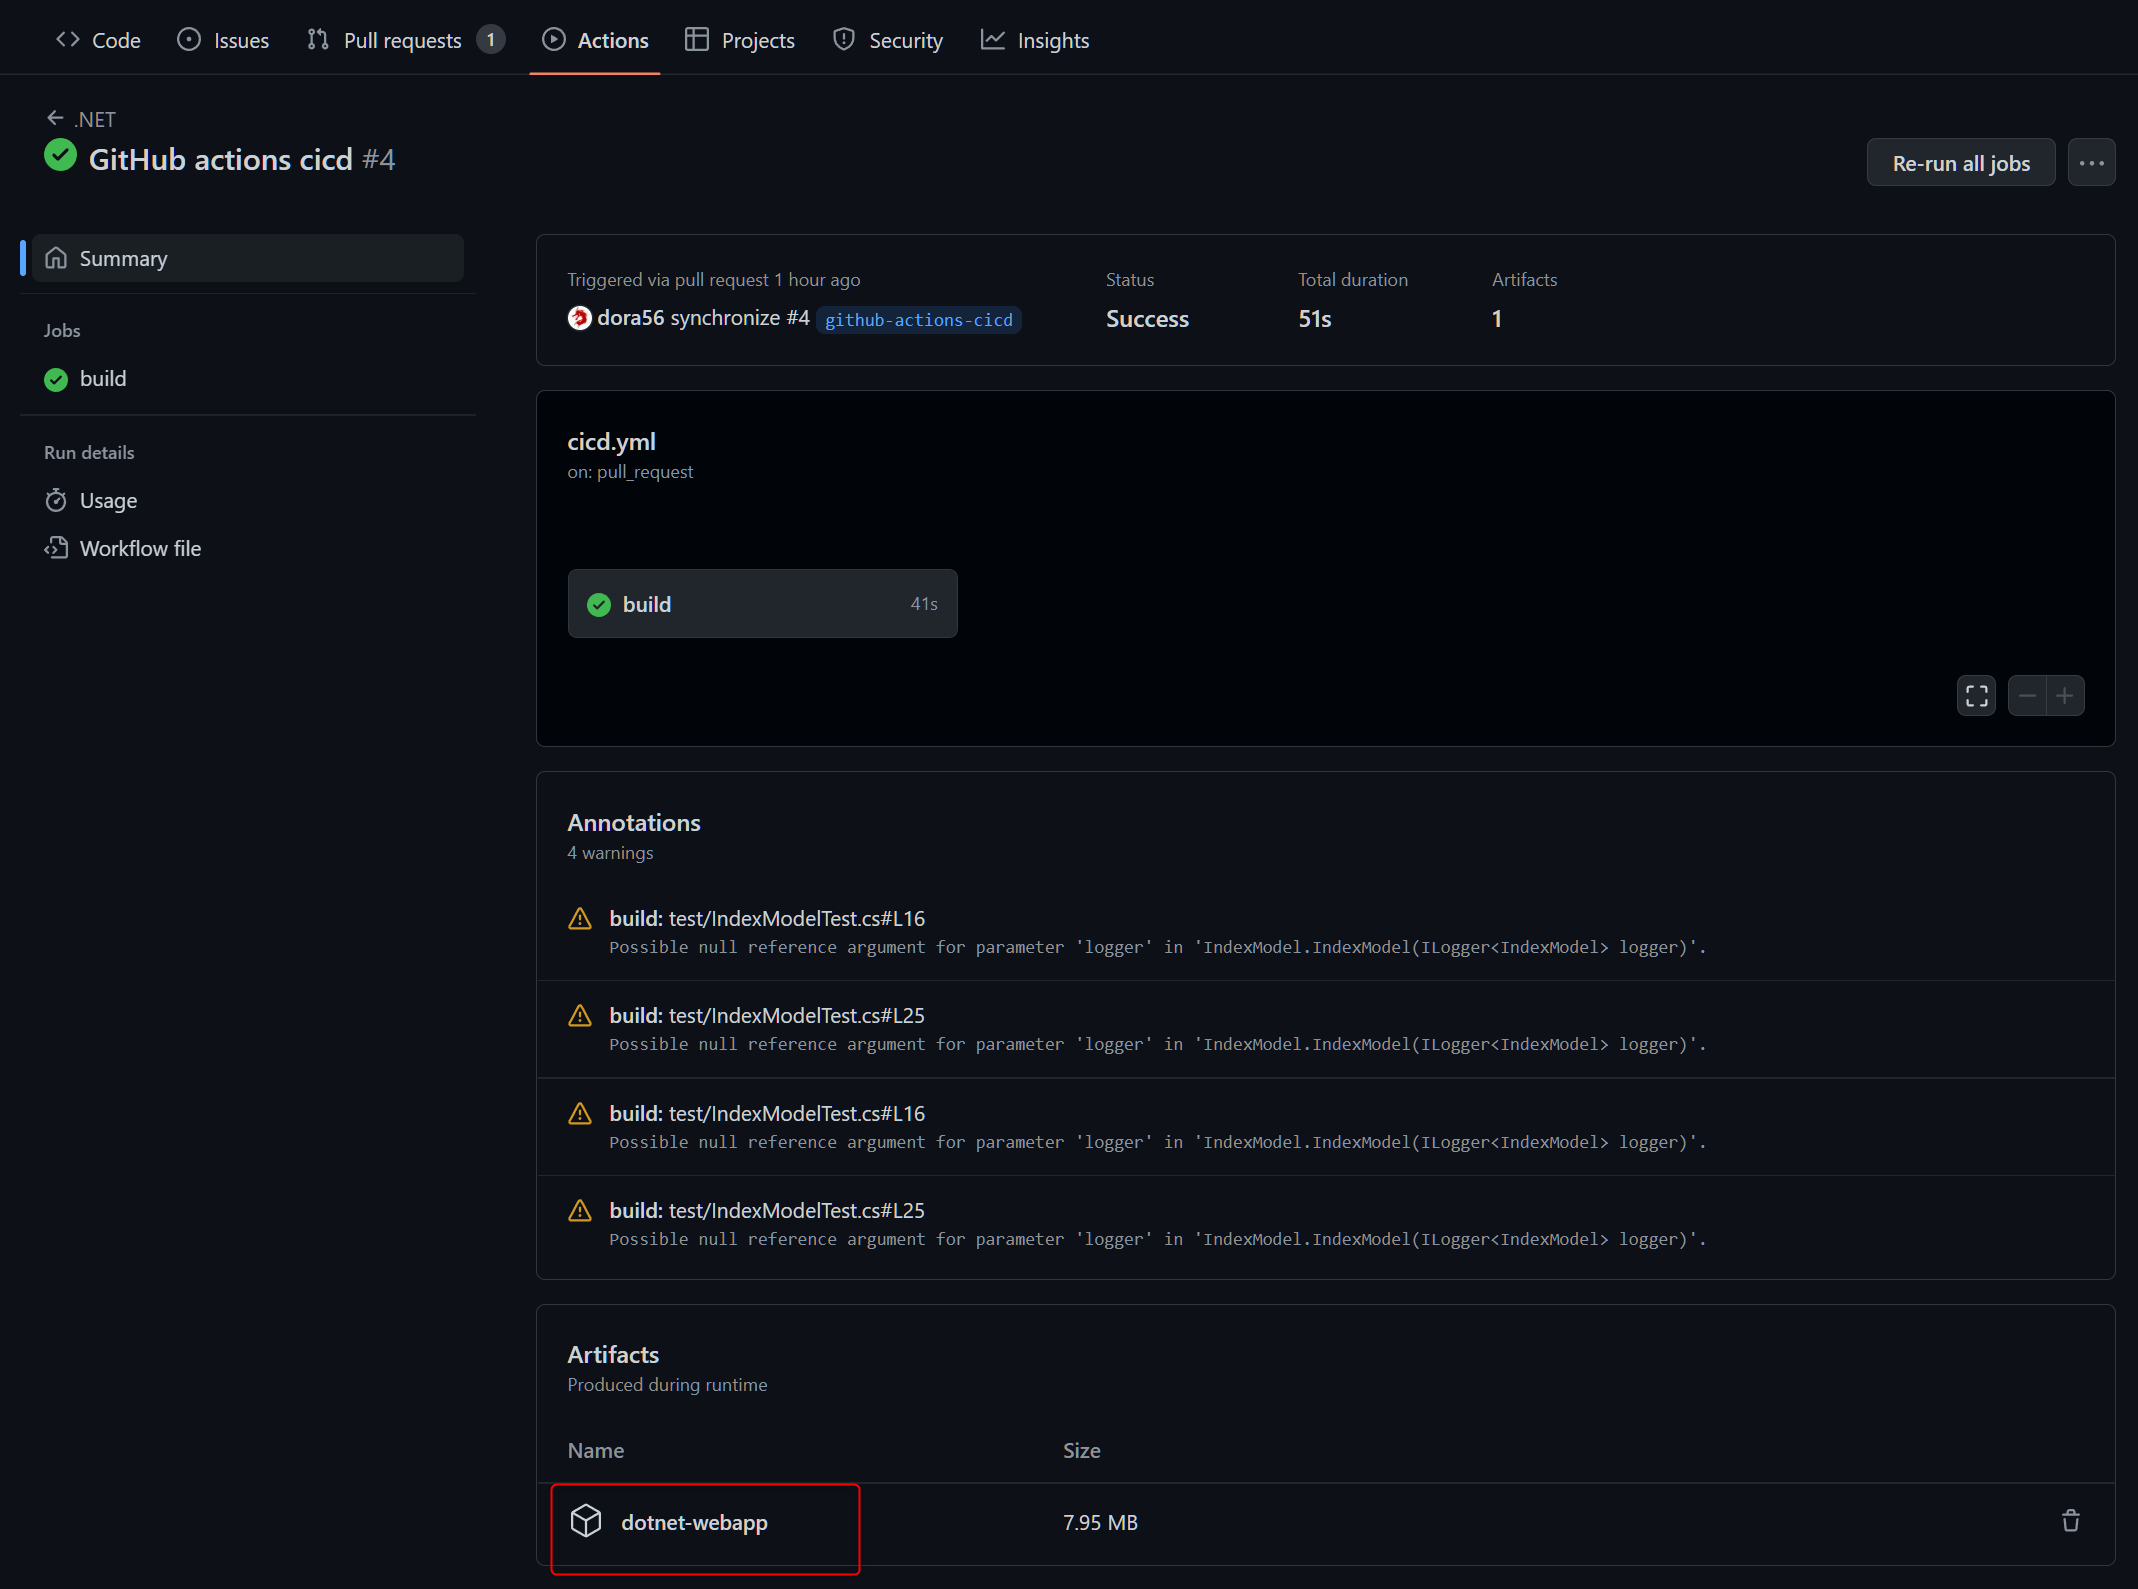 Code Issues Pull requests 1 Actions Projects Security Insights
.NET
GitHub actions cicd #4
Re-run all jobs
Summary
Jobs
build
Run details
Usage
Workflow file
Triggered via pull request 1 hour ago
dora56 synchronize #4 github-actions-cicd
Status
Success
Total duration
51s
Artifacts
1
cicd.yml
on: pull_request
build 41s
Annotations
4 warnings
build: test/IndexModelTest.cs#L16
Possible null reference argument for parameter 'logger' in 'IndexModel.IndexModel(ILogger<IndexModel> logger)'.
build: test/IndexModelTest.cs#L25
Possible null reference argument for parameter 'logger' in 'IndexModel.IndexModel(ILogger<IndexModel> logger)'.
build: test/IndexModelTest.cs#L16
Possible null reference argument for parameter 'logger' in 'IndexModel.IndexModel(ILogger<IndexModel> logger)'.
build: test/IndexModelTest.cs#L25
Possible null reference argument for parameter 'logger' in 'IndexModel.IndexModel(ILogger<IndexModel> logger)'.
Artifacts
Produced during runtime
Name Size
dotnet-webapp 7.95 MB